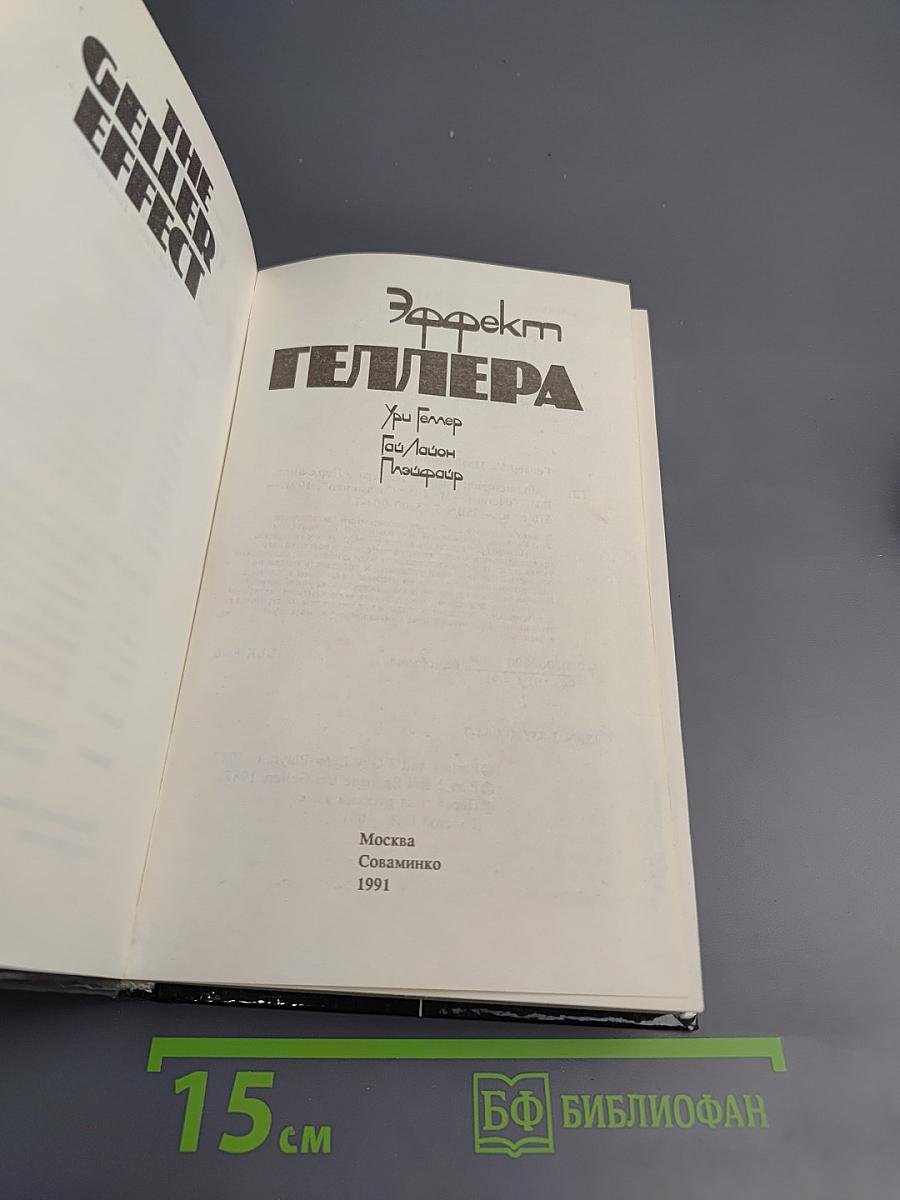 THE
GELLER
EFFECT
Эффект
ГЕЛЛЕРА
Ури Геллер
Гай Лайон
Плэйфайр
Москва
Соваминко
1991
15 см
БФ БИБЛИОФАН